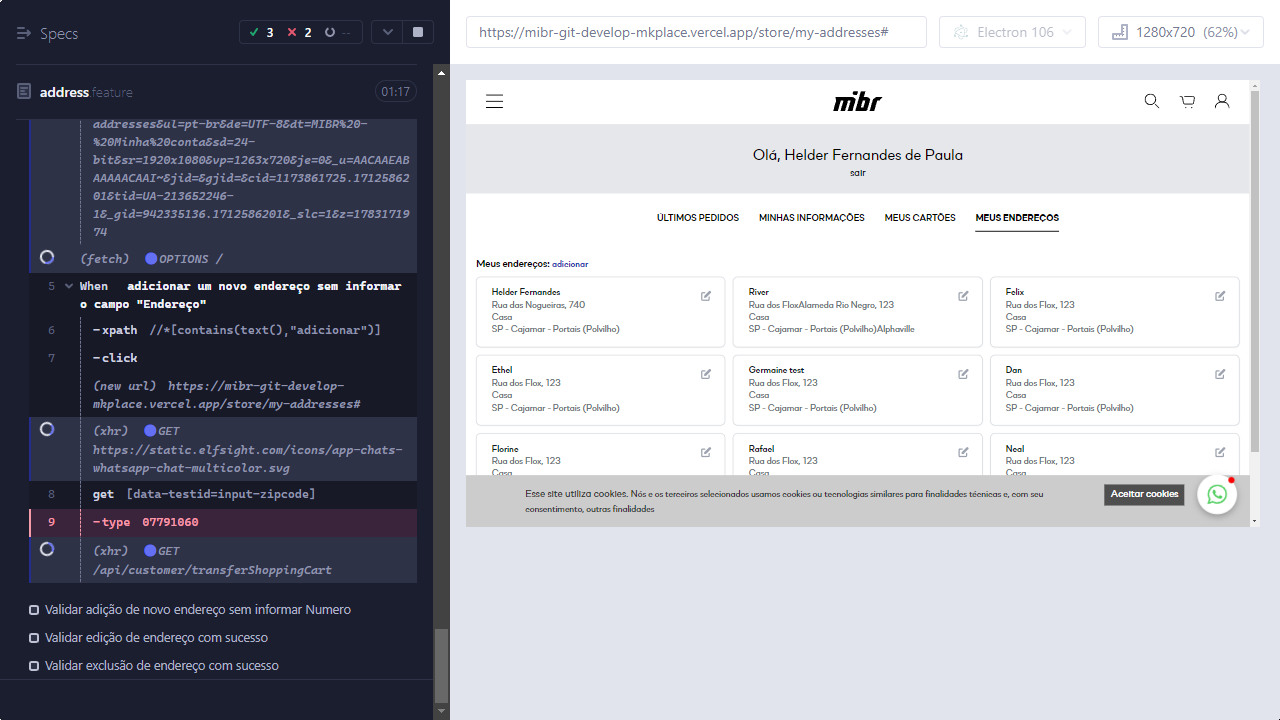 Specs
3
2
--
address.feature
01:17
addresses&ul=pt-br&de=UTF-8&dt=MIBR%20-
%20Minha%20conta&sd=24-
bit&sr=1920x1080&vp=1263x720&je=0&_u=AACAAEAB
AAAAACAAI~&jid=&gjid=&cid=1173861725.17125862
01&tid=UA-213652246-
1&_gid=942335136.1712586201&_slc=1&z=17831719
74
(fetch) OPTIONS /
5 When adicionar um novo endereço sem informar
o campo "Endereço"
6 -xpath //*[contains(text(),"adicionar")]
7 -click
(new url) https://mibr-git-develop-
mkplace.vercel.app/store/my-addresses#
(xhr) GET
https://static.elfsight.com/icons/app-chats-
whatsapp-chat-multicolor.svg
8 get [data-testid=input-zipcode]
9 -type 07791060
(xhr) GET
/api/customer/transferShoppingCart
Validar adição de novo endereço sem informar Numero
Validar edição de endereço com sucesso
Validar exclusão de endereço com sucesso
https://mibr-git-develop-mkplace.vercel.app/store/my-addresses#
Electron 106
1280x720 (62%)
mibr
Olá, Helder Fernandes de Paula
sair
ÚLTIMOS PEDIDOS MINHAS INFORMAÇÕES MEUS CARTÕES MEUS ENDEREÇOS
Meus endereços: adicionar
Helder Fernandes
Rua das Nogueiras, 740
Casa
SP - Cajamar - Portais (Polvilho)
River
Rua dos FloxAlameda Rio Negro, 123
Casa
SP - Cajamar - Portais (Polvilho)Alphaville
Felix
Rua dos Flox, 123
Casa
SP - Cajamar - Portais (Polvilho)
Ethel
Rua dos Flox, 123
Casa
SP - Cajamar - Portais (Polvilho)
Germaine test
Rua dos Flox, 123
Casa
SP - Cajamar - Portais (Polvilho)
Dan
Rua dos Flox, 123
Casa
SP - Cajamar - Portais (Polvilho)
Florine
Rua dos Flox, 123
Casa
Rafael
Rua dos Flox, 123
Casa
Neal
Rua dos Flox, 123
Casa
Esse site utiliza cookies. Nós e os terceiros selecionados usamos cookies ou tecnologias similares para finalidades técnicas e, com seu
consentimento, outras finalidades
Aceitar cookies